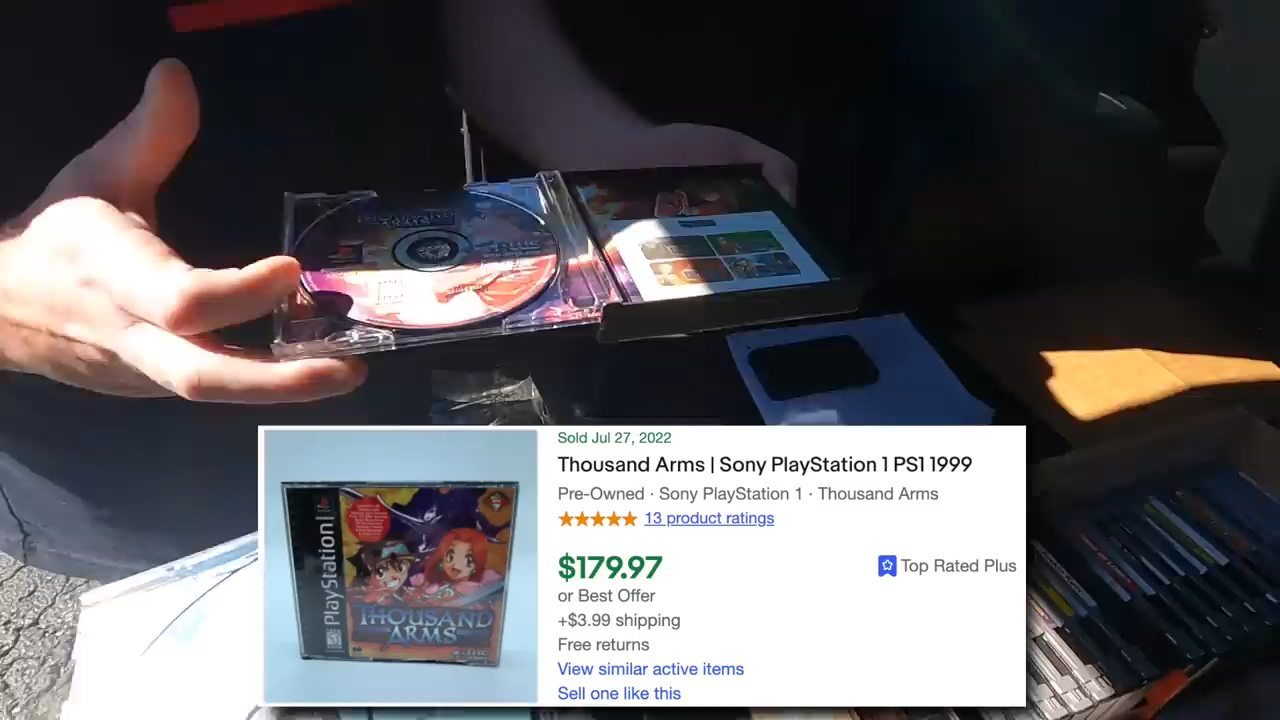 THOUSAND
ARMS
Sold Jul 27, 2022
Thousand Arms | Sony PlayStation 1 PS1 1999
Pre-Owned · Sony PlayStation 1 · Thousand Arms
13 product ratings
$179.97
Top Rated Plus
or Best Offer
+$3.99 shipping
Free returns
View similar active items
Sell one like this
PlayStation
THOUSAND
ARMS